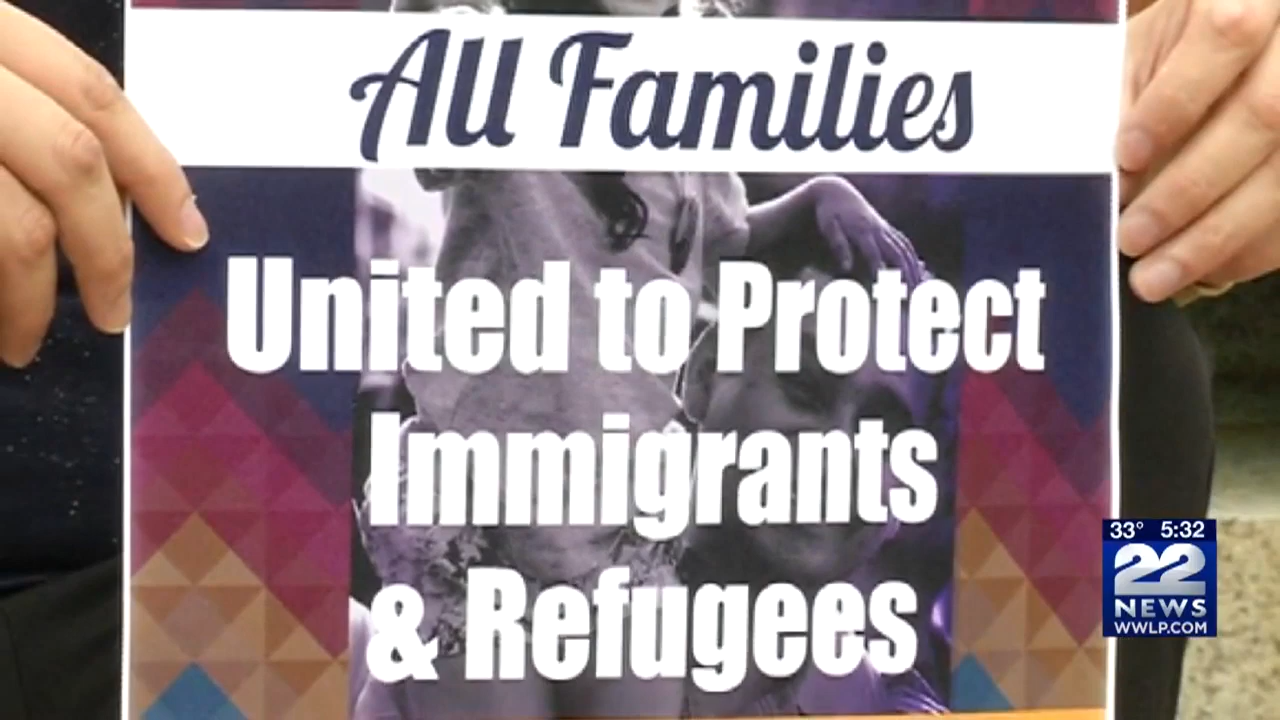 All Families
United to Protect
Immigrants
& Refugees
33° 5:32
22
NEWS
WWLP.COM